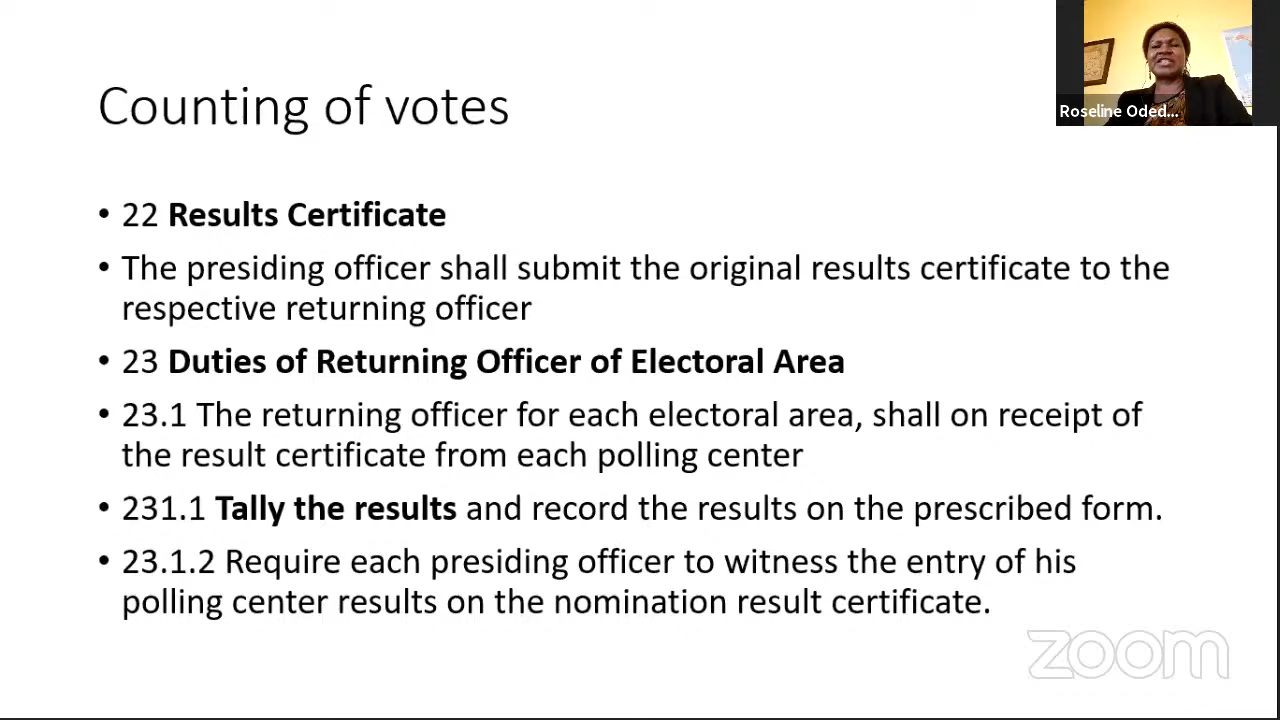 Counting of votes
Roseline Oded...
• 22 Results Certificate
• The presiding officer shall submit the original results certificate to the
respective returning officer
• 23 Duties of Returning Officer of Electoral Area
• 23.1 The returning officer for each electoral area, shall on receipt of
the result certificate from each polling center
• 231.1 Tally the results and record the results on the prescribed form.
• 23.1.2 Require each presiding officer to witness the entry of his
polling center results on the nomination result certificate.
zoom